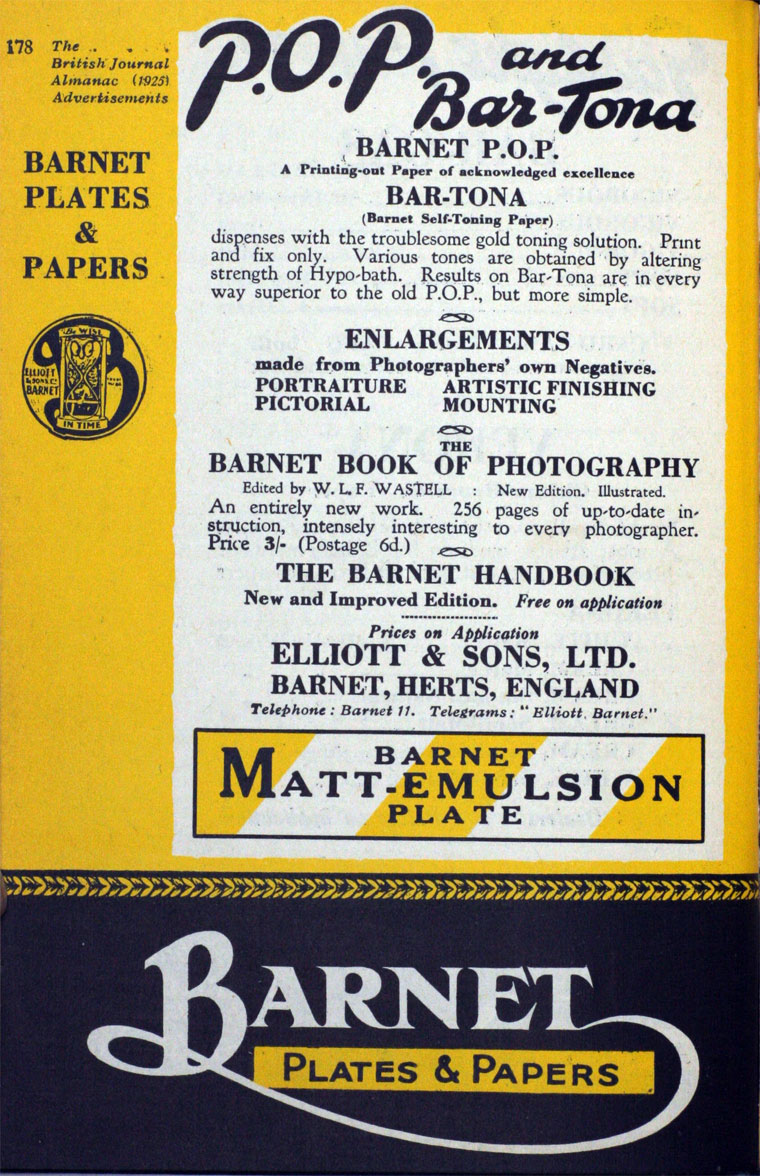 178 The . . . .
British Journal
Almanac (1925)
Advertisements
BARNET
PLATES
&
PAPERS
Be WISE
ELLIOTT
& SONS LD
BARNET
IN TIME
P.O.P. and
Bar-Tona
BARNET P.O.P.
A Printing-out Paper of acknowledged excellence
BAR-TONA
(Barnet Self-Toning Paper)
dispenses with the troublesome gold toning solution. Print
and fix only. Various tones are obtained by altering
strength of Hypo-bath. Results on Bar-Tona are in every
way superior to the old P.O.P., but more simple.
ENLARGEMENTS
made from Photographers' own Negatives.
PORTRAITURE ARTISTIC FINISHING
PICTORIAL MOUNTING
THE
BARNET BOOK OF PHOTOGRAPHY
Edited by W. L. F. WASTELL : New Edition. Illustrated.
An entirely new work. 256 pages of up-to-date in-
struction, intensely interesting to every photographer.
Price 3/- (Postage 6d.)
THE BARNET HANDBOOK
New and Improved Edition. Free on application
Prices on Application
ELLIOTT & SONS, LTD.
BARNET, HERTS, ENGLAND
Telephone : Barnet 11. Telegrams : "Elliott, Barnet."
BARNET
MATT-EMULSION
PLATE
BARNET
PLATES & PAPERS